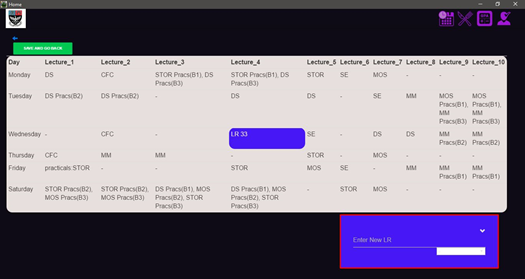 Home
SAVE AND GO BACK
Day Lecture_1 Lecture_2 Lecture_3 Lecture_4 Lecture_5 Lecture_6 Lecture_7 Lecture_8 Lecture_9 Lecture_10
Monday DS CFC STOR Pracs(B1), DS STOR Pracs(B1), DS STOR SE MOS - - -
Pracs(B3) Pracs(B3)
Tuesday DS Pracs(B2) DS Pracs(B2) - DS DS - SE MM MOS MOS
Pracs(B1), Pracs(B1),
MM MM
Pracs(B3) Pracs(B3)
Wednesday - CFC - LR 33 SE - DS DS MM MM
Pracs(B2) Pracs(B2)
Thursday CFC MM MM - STOR - MOS - - -
Friday practicals:STOR - - STOR MOS SE - MM MM MM
Pracs(B1) Pracs(B1)
Saturday STOR Pracs(B2), STOR Pracs(B2), DS Pracs(B1), MOS DS Pracs(B1), MOS - STOR MOS - - -
MOS Pracs(B3) MOS Pracs(B3) Pracs(B2), STOR Pracs(B2), STOR
Pracs(B3) Pracs(B3)
Enter New LR